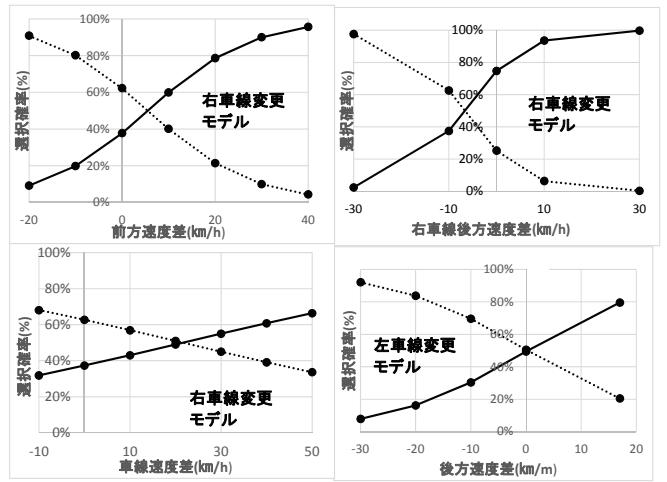 100%
80%
60%
40%
20%
0%
-20
0
20
40
選択確率(%)
右車線変更
モデル
前方速度差(km/h)
100%
80%
60%
40%
20%
0%
-30
-10
10
30
選択確率(%)
右車線変更
モデル
右車線後方速度差(km/h)
100%
80%
60%
40%
20%
0%
-10
10
30
50
選択確率(%)
右車線変更
モデル
車線速度差(km/h)
100%
80%
60%
40%
20%
0%
-30
-20
-10
0
10
20
選択確率(%)
左車線変更
モデル
後方速度差(km/m)